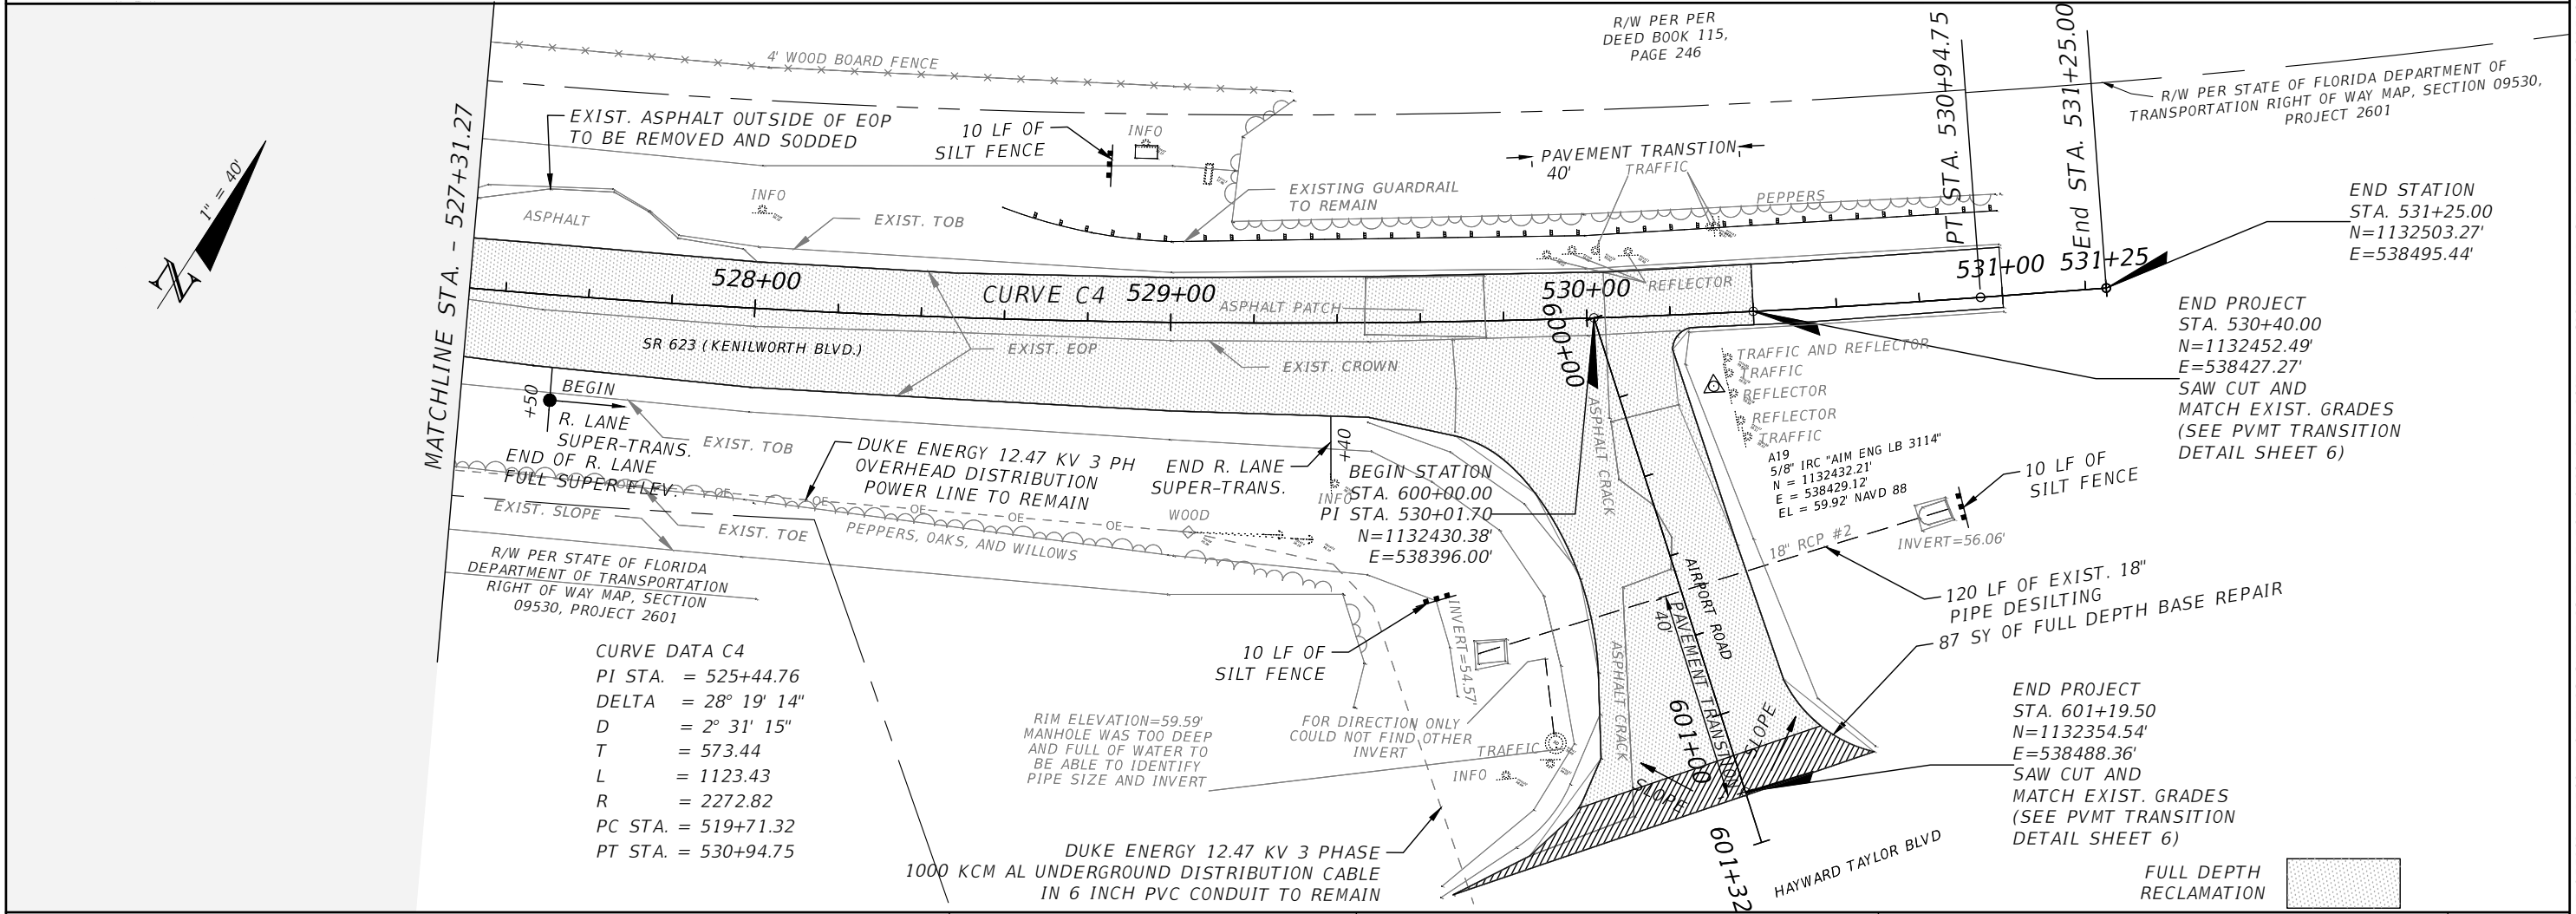 1" = 40'
N
MATCHLINE STA. - 527+31.27
4' WOOD BOARD FENCE
EXIST. ASPHALT OUTSIDE OF EOP
TO BE REMOVED AND SODDED
10 LF OF
SILT FENCE
INFO
INFO
ASPHALT
EXIST. TOB
EXISTING GUARDRAIL
TO REMAIN
R/W PER PER
DEED BOOK 115,
PAGE 246
PAVEMENT TRANSTION
40'
TRAFFIC
PEPPERS
PT STA. 530+94.75
End STA. 531+25.00
R/W PER STATE OF FLORIDA DEPARTMENT OF
TRANSPORTATION RIGHT OF WAY MAP, SECTION 09530,
PROJECT 2601
END STATION
STA. 531+25.00
N=1132503.27'
E=538495.44'
528+00
CURVE C4
529+00
ASPHALT PATCH
530+00
REFLECTOR
531+00
531+25
600+00
SR 623 (KENILWORTH BLVD.)
EXIST. EOP
EXIST. CROWN
END PROJECT
STA. 530+40.00
N=1132452.49'
E=538427.27'
SAW CUT AND
MATCH EXIST. GRADES
(SEE PVMT TRANSITION
DETAIL SHEET 6)
TRAFFIC AND REFLECTOR
TRAFFIC
REFLECTOR
REFLECTOR
TRAFFIC
A19
5/8" IRC "AIM ENG LB 3114"
N = 1132432.21'
E = 538429.12'
EL = 59.92' NAVD 88
+50
BEGIN
R. LANE
SUPER-TRANS.
END OF R. LANE
FULL SUPER ELEV
EXIST. TOB
DUKE ENERGY 12.47 KV 3 PH
OVERHEAD DISTRIBUTION
POWER LINE TO REMAIN
END R. LANE
SUPER-TRANS.
+40
INFO
BEGIN STATION
STA. 600+00.00
PI STA. 530+01.70
N=1132430.38'
E=538396.00'
ASPHALT CRACK
OE
OE
OE
OE
OE
OE
WOOD
EXIST. SLOPE
EXIST. TOE
PEPPERS, OAKS, AND WILLOWS
R/W PER STATE OF FLORIDA
DEPARTMENT OF TRANSPORTATION
RIGHT OF WAY MAP, SECTION
09530, PROJECT 2601
10 LF OF
SILT FENCE
18" RCP #2
INVERT=56.06'
120 LF OF EXIST. 18"
PIPE DESILTING
87 SY OF FULL DEPTH BASE REPAIR
AIRPORT ROAD
PAVEMENT TRANSTION
40'
INVERT=54.57'
10 LF OF
SILT FENCE
ASPHALT CRACK
CURVE DATA C4
PI STA. = 525+44.76
DELTA = 28° 19' 14"
D = 2° 31' 15"
T = 573.44
L = 1123.43
R = 2272.82
PC STA. = 519+71.32
PT STA. = 530+94.75
RIM ELEVATION=59.59'
MANHOLE WAS TOO DEEP
AND FULL OF WATER TO
BE ABLE TO IDENTIFY
PIPE SIZE AND INVERT
FOR DIRECTION ONLY
COULD NOT FIND OTHER
INVERT
TRAFFIC
INFO
601+00
SLOPE
SLOPE
END PROJECT
STA. 601+19.50
N=1132354.54'
E=538488.36'
SAW CUT AND
MATCH EXIST. GRADES
(SEE PVMT TRANSITION
DETAIL SHEET 6)
601+32
HAYWARD TAYLOR BLVD
DUKE ENERGY 12.47 KV 3 PHASE
1000 KCM AL UNDERGROUND DISTRIBUTION CABLE
IN 6 INCH PVC CONDUIT TO REMAIN
FULL DEPTH
RECLAMATION